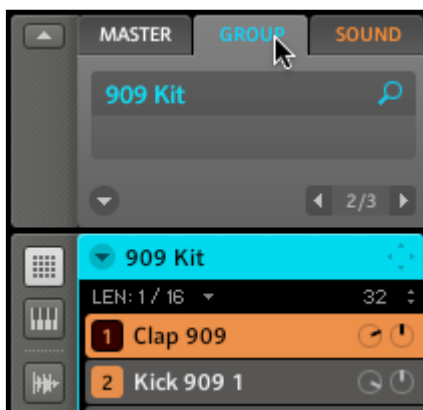 MASTER GROUP SOUND
909 Kit
2/3
909 Kit
LEN: 1 / 16 32
1 Clap 909
2 Kick 909 1